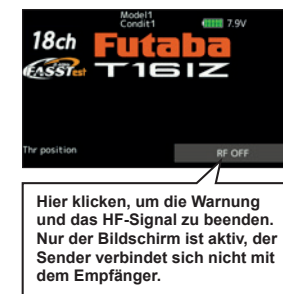 Model1
Condit1
7.9V
18ch Futaba
FASSTest T16IZ
Thr position
RF OFF
Hier klicken, um die Warnung
und das HF-Signal zu beenden.
Nur der Bildschirm ist aktiv, der
Sender verbindet sich nicht mit
dem Empfänger.